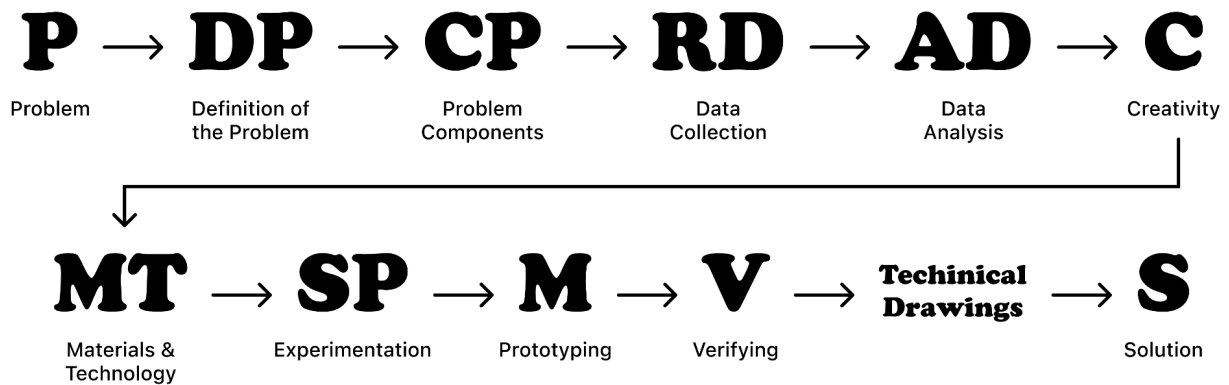 P
DP
CP
RD
AD
C
Problem
Definition of
the Problem
Problem
Components
Data
Collection
Data
Analysis
Creativity
MT
SP
M
V
Techinical
Drawings
S
Materials &
Technology
Experimentation
Prototyping
Verifying
Solution